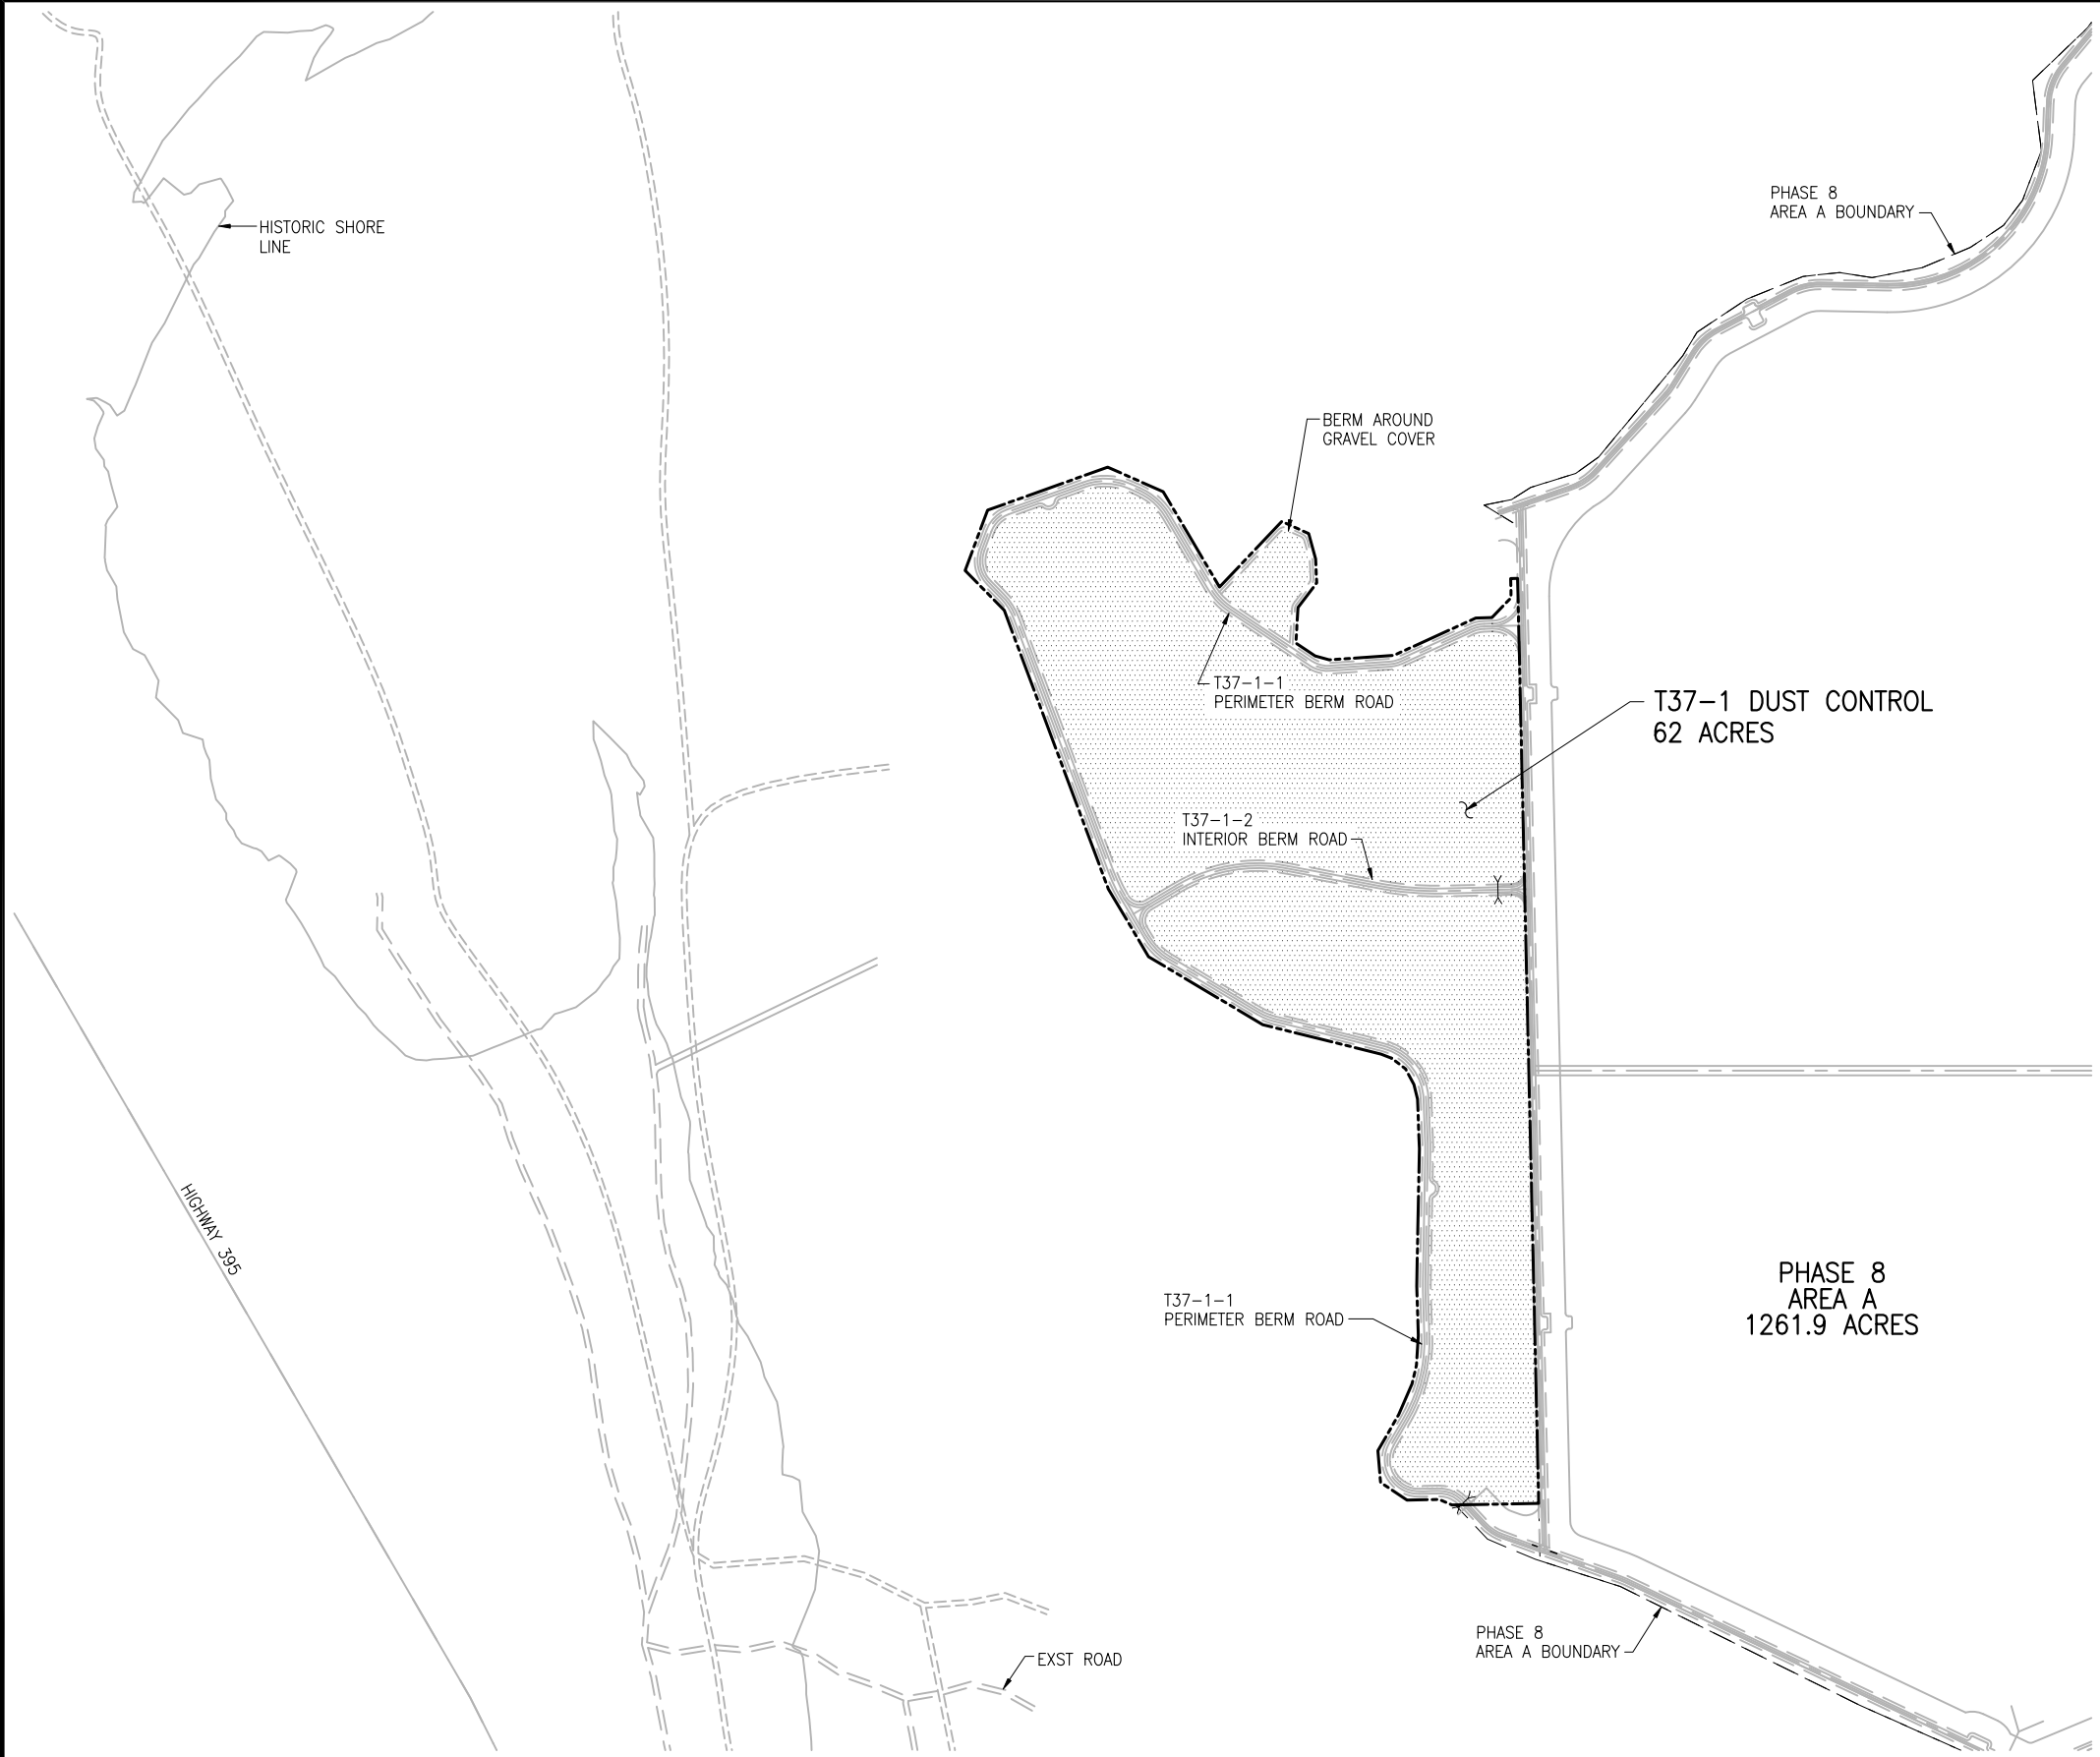 PHASE 8
AREA A BOUNDARY
HISTORIC SHORE
LINE
BERM AROUND
GRAVEL COVER
T37-1-1
PERIMETER BERM ROAD
T37-1 DUST CONTROL
62 ACRES
T37-1-2
INTERIOR BERM ROAD
HIGHWAY 395
PHASE 8
AREA A
1261.9 ACRES
T37-1-1
PERIMETER BERM ROAD
PHASE 8
AREA A BOUNDARY
EXST ROAD